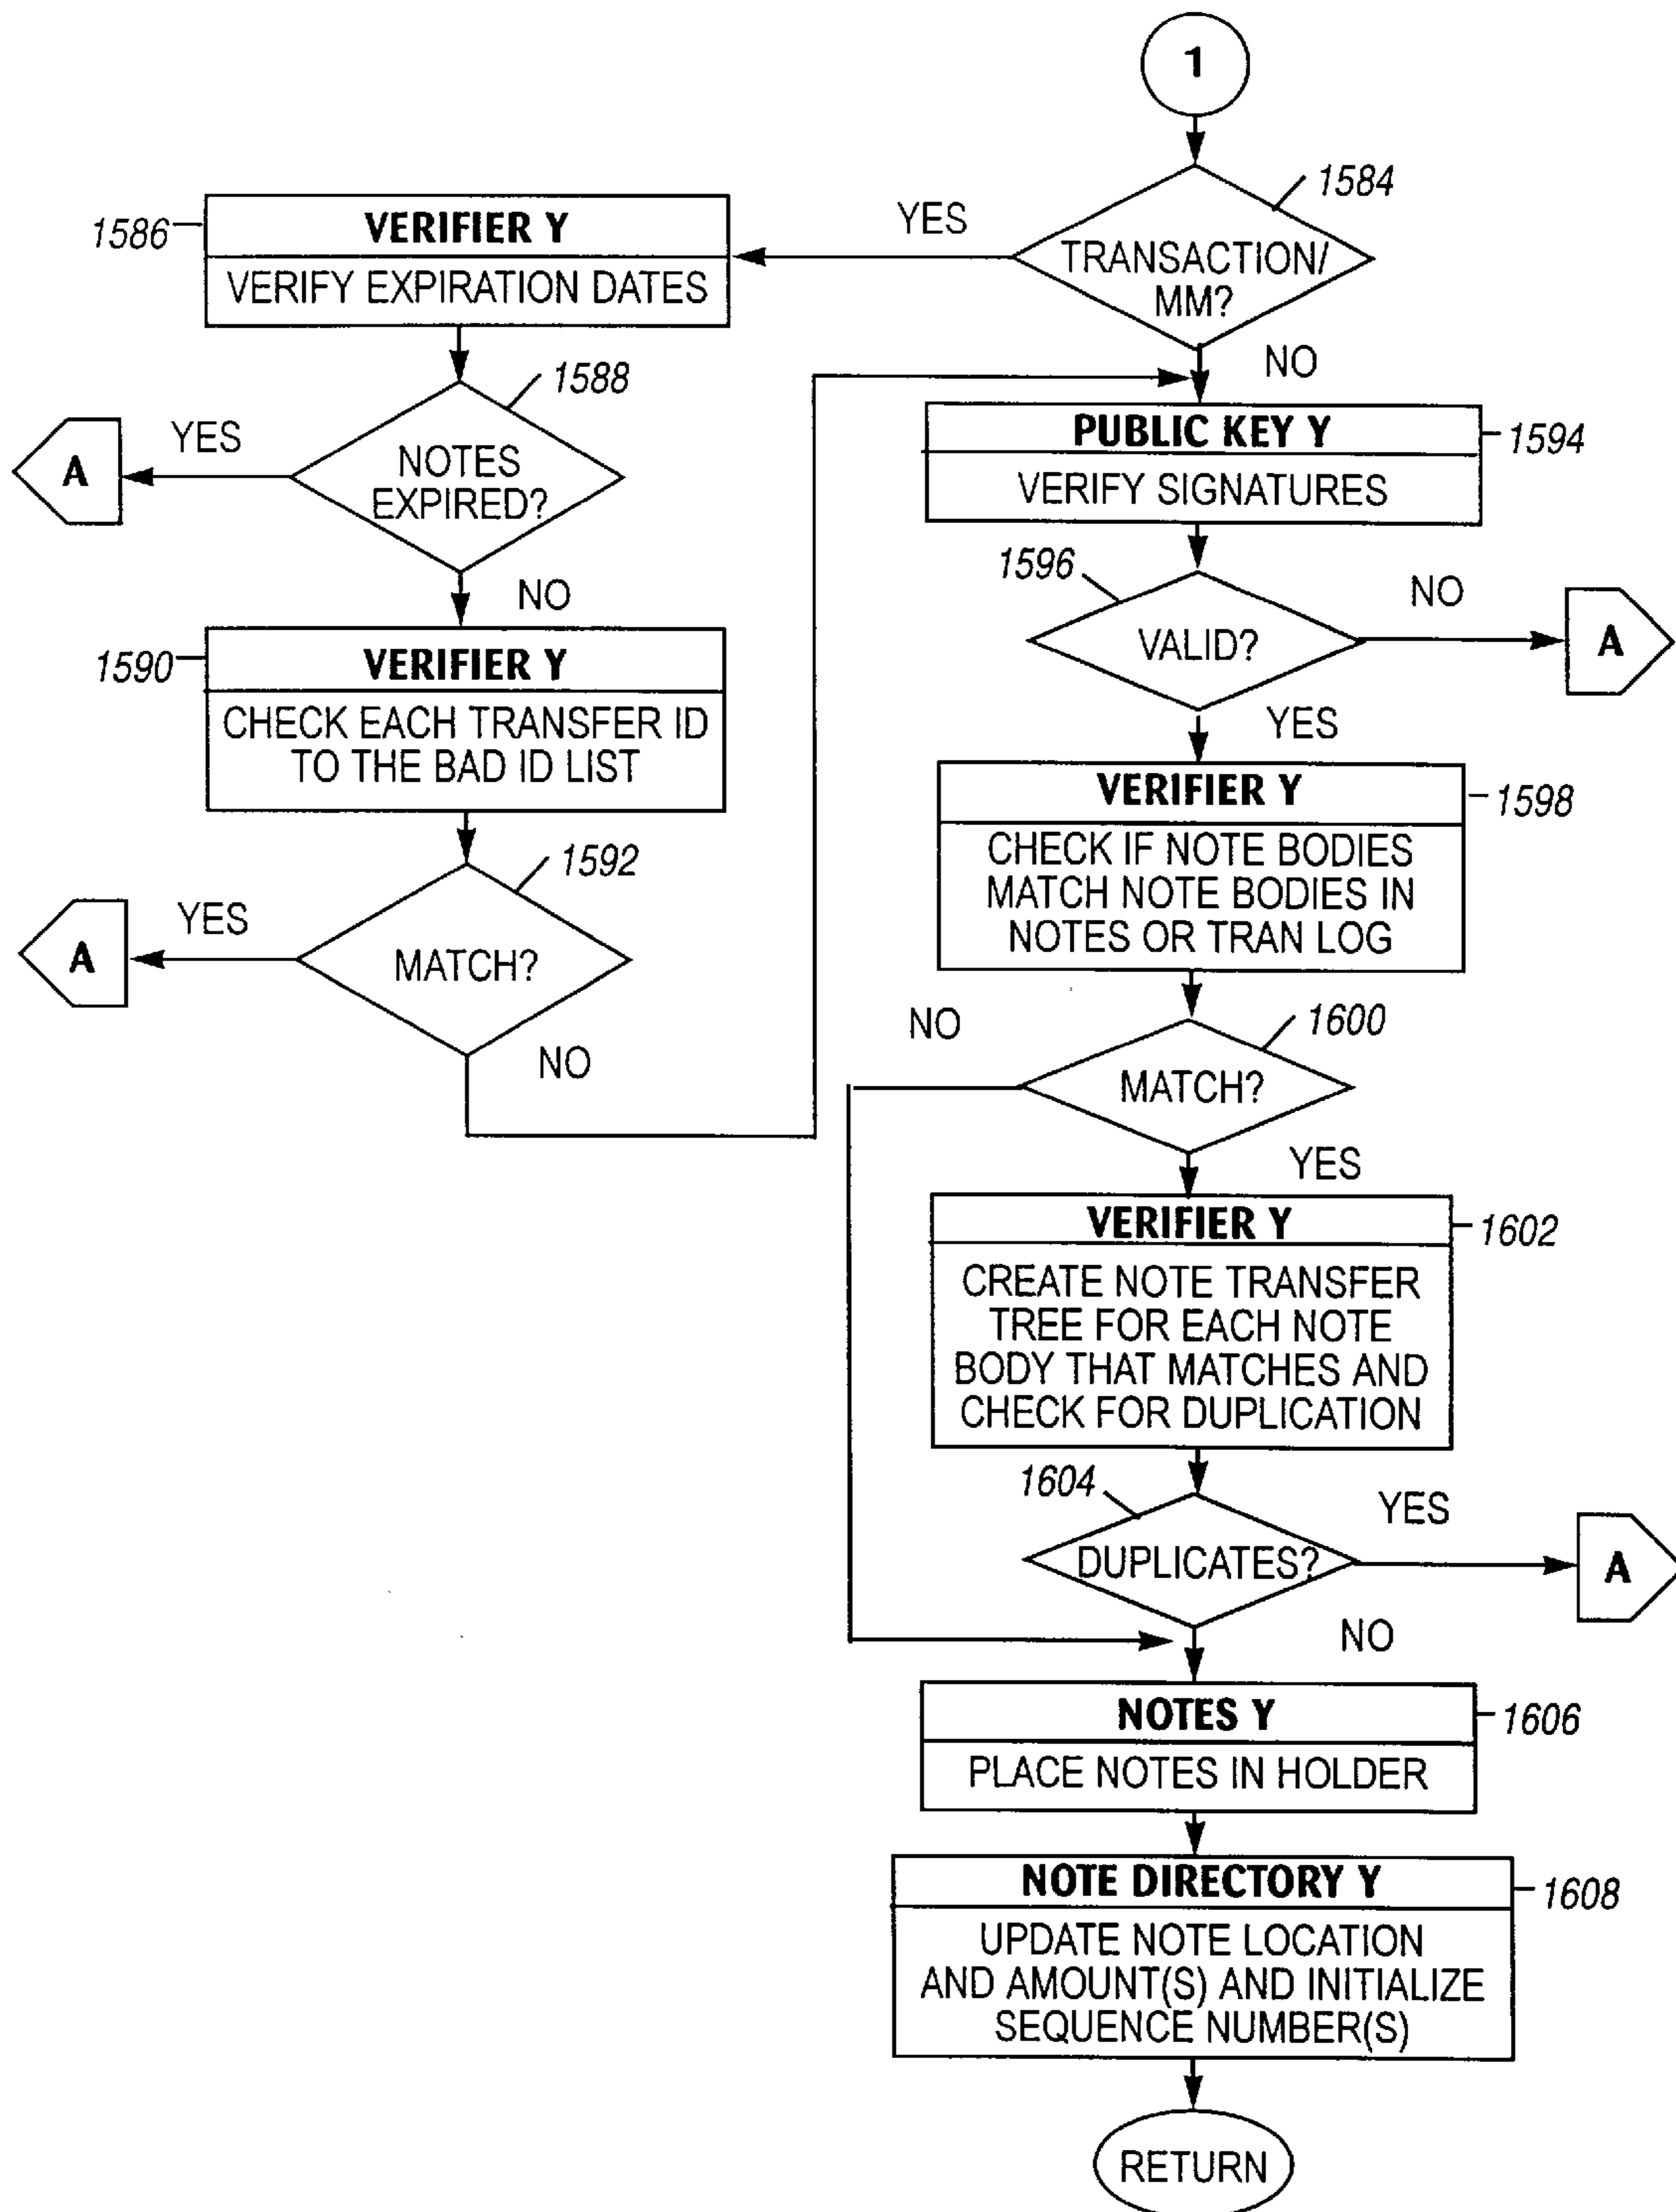 1
1584
TRANSACTION/
MM?
YES
NO
1586
VERIFIER Y
VERIFY EXPIRATION DATES
1588
NOTES
EXPIRED?
YES
A
NO
1590
VERIFIER Y
CHECK EACH TRANSFER ID
TO THE BAD ID LIST
1592
MATCH?
YES
A
NO
PUBLIC KEY Y
1594
VERIFY SIGNATURES
1596
VALID?
NO
A
YES
VERIFIER Y
1598
CHECK IF NOTE BODIES
MATCH NOTE BODIES IN
NOTES OR TRAN LOG
NO
1600
MATCH?
YES
VERIFIER Y
1602
CREATE NOTE TRANSFER
TREE FOR EACH NOTE
BODY THAT MATCHES AND
CHECK FOR DUPLICATION
1604
DUPLICATES?
YES
A
NO
NOTES Y
1606
PLACE NOTES IN HOLDER
NOTE DIRECTORY Y
1608
UPDATE NOTE LOCATION
AND AMOUNT(S) AND INITIALIZE
SEQUENCE NUMBER(S)
RETURN